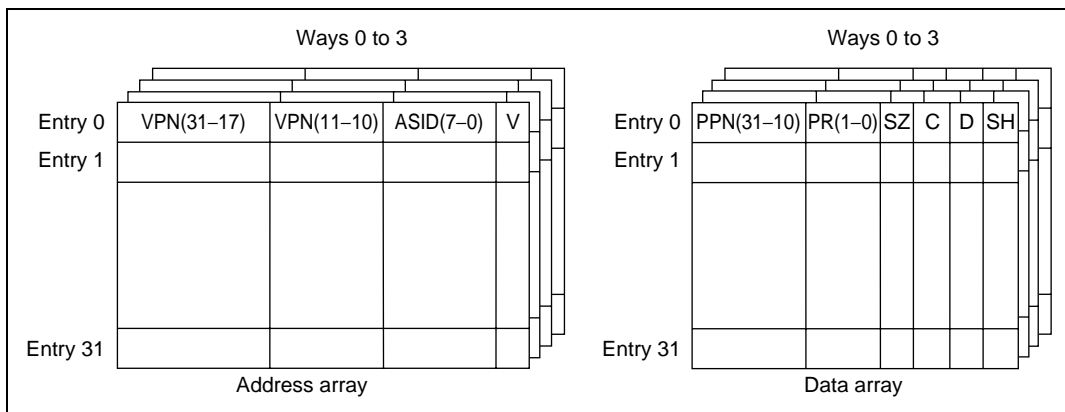 Ways 0 to 3
Entry 0 VPN(31–17) VPN(11–10) ASID(7–0) V
Entry 1
Entry 31
Address array
Ways 0 to 3
Entry 0 PPN(31–10) PR(1–0) SZ C D SH
Entry 1
Entry 31
Data array